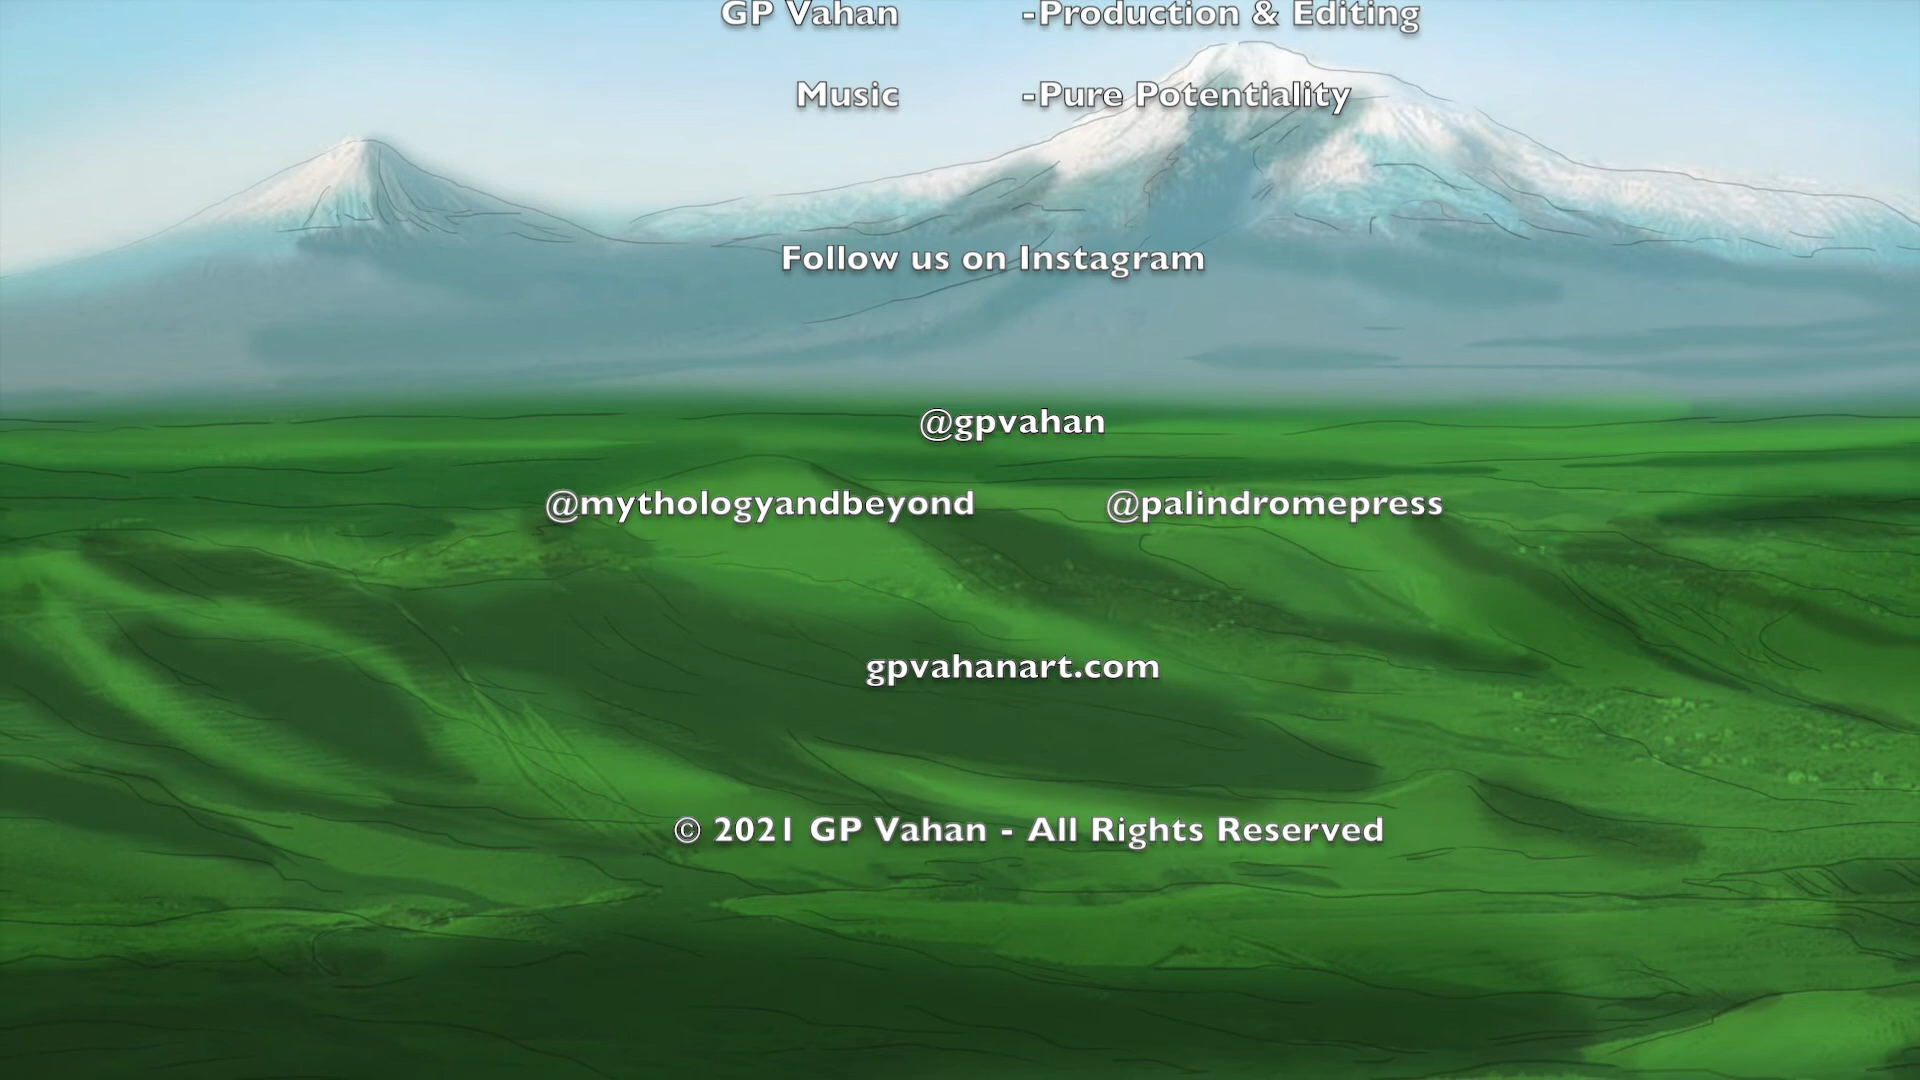 GP Vahan -Production & Editing
Music -Pure Potentiality
Follow us on Instagram
@gpvahan
@mythologyandbeyond @palindromepress
gpvahanart.com
© 2021 GP Vahan - All Rights Reserved